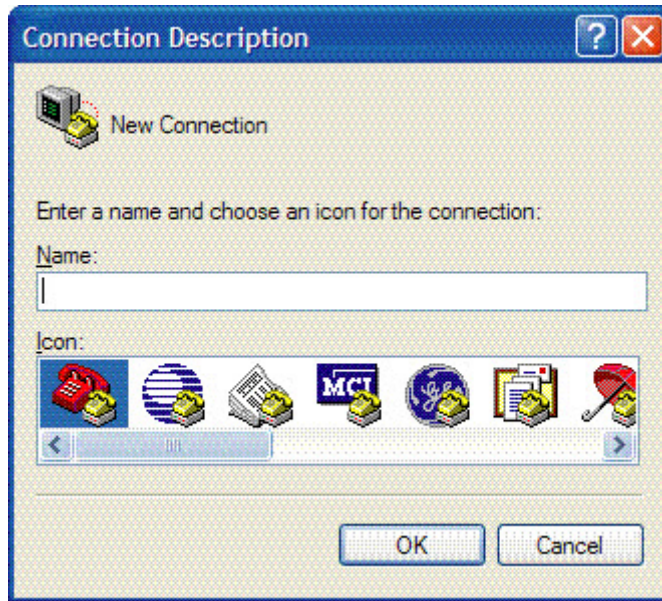 Connection Description
?
New Connection
Enter a name and choose an icon for the connection:
Name:
Icon:
MCI
OK
Cancel